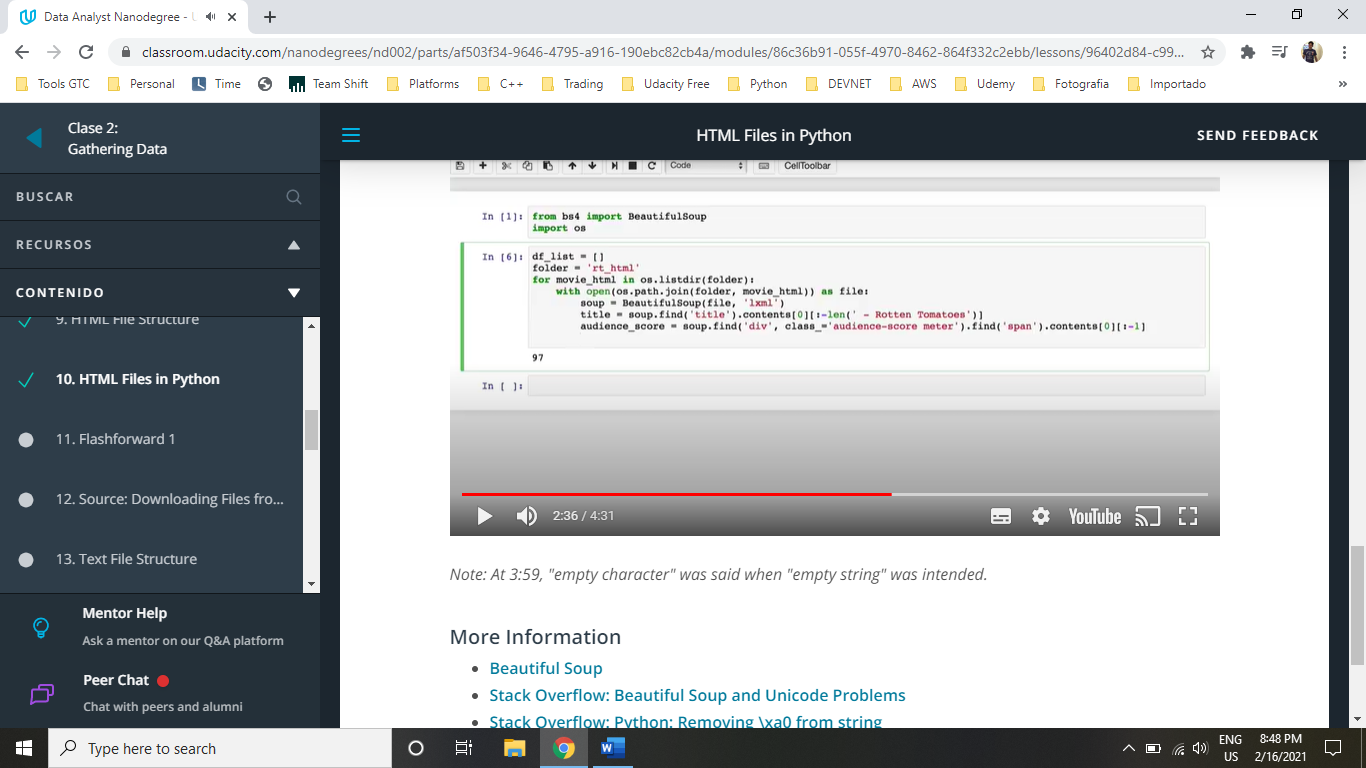 Data Analyst Nanodegree - U
classroom.udacity.com/nanodegrees/nd002/parts/af503f34-9646-4795-a916-190ebc82cb4a/modules/86c36b91-055f-4970-8462-864f332c2ebb/lessons/96402d84-c99...
Tools GTC Personal Time Team Shift Platforms C++ Trading Udacity Free Python DEVNET AWS Udemy Fotografia Importado »
Clase 2:
Gathering Data
HTML Files in Python
SEND FEEDBACK
BUSCAR
RECURSOS
CONTENIDO
9. HTML File Structure
10. HTML Files in Python
11. Flashforward 1
12. Source: Downloading Files fro...
13. Text File Structure
Mentor Help
Ask a mentor on our Q&A platform
Peer Chat
Chat with peers and alumni
Code CellToolbar
In [1]: from bs4 import BeautifulSoup
import os
In [6]: df_list = []
folder = 'rt_html'
for movie_html in os.listdir(folder):
with open(os.path.join(folder, movie_html)) as file:
soup = BeautifulSoup(file, 'lxml')
title = soup.find('title').contents[0][:-len(' - Rotten Tomatoes')]
audience_score = soup.find('div', class_='audience-score meter').find('span').contents[0][:-1]
97
In [ ]:
2:36 / 4:31
YouTube
Note: At 3:59, "empty character" was said when "empty string" was intended.
More Information
Beautiful Soup
Stack Overflow: Beautiful Soup and Unicode Problems
Stack Overflow: Python: Removing \xa0 from string
Type here to search
W
ENG
US
8:48 PM
2/16/2021